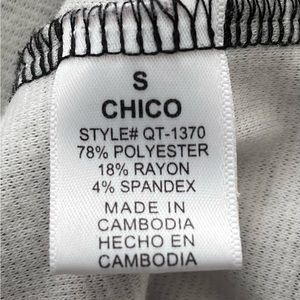 S
CHICO
STYLE# QT-1370
78% POLYESTER
18% RAYON
4% SPANDEX
MADE IN
CAMBODIA
HECHO EN
CAMBODIA